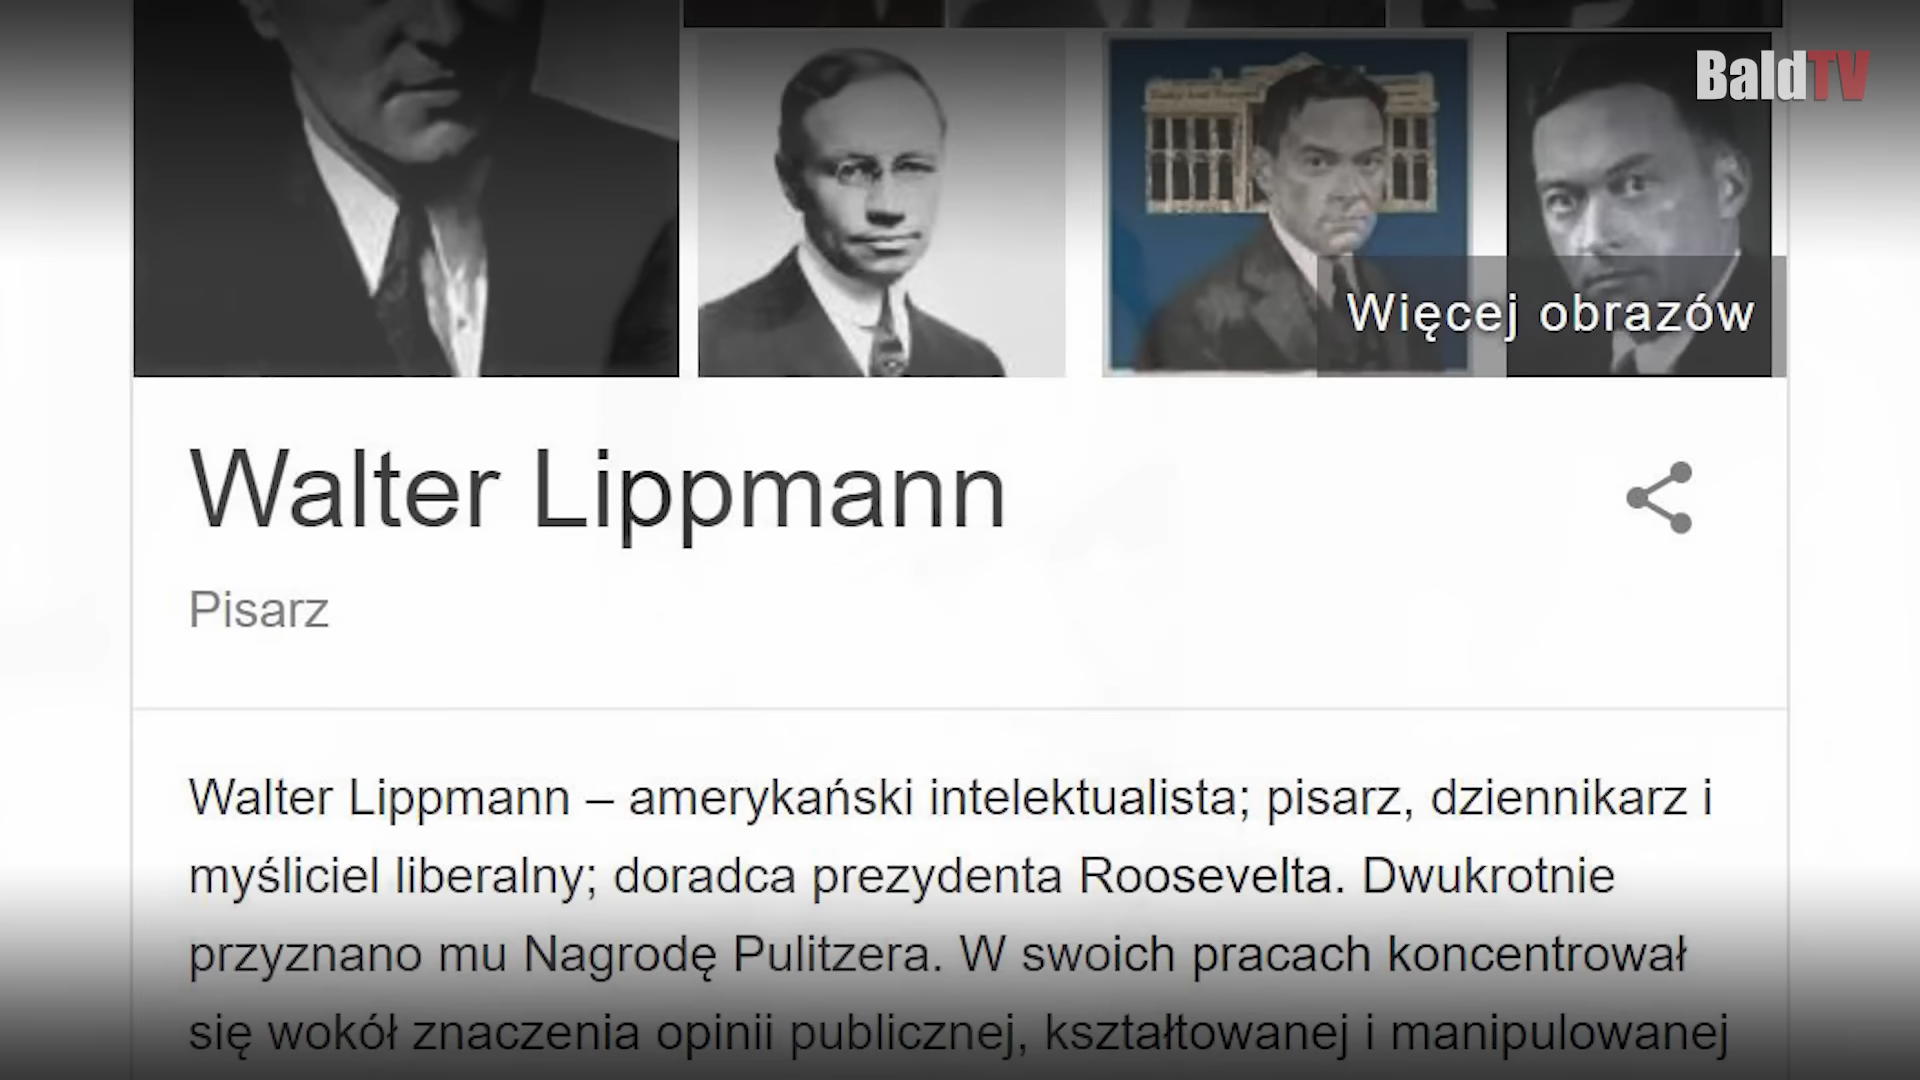 BaldTV
Więcej obrazów
Walter Lippmann
Pisarz
Walter Lippmann – amerykański intelektualista; pisarz, dziennikarz i
myśliciel liberalny; doradca prezydenta Roosevelta. Dwukrotnie
przyznano mu Nagrodę Pulitzera. W swoich pracach koncentrował
się wokół znaczenia opinii publicznej, kształtowanej i manipulowanej